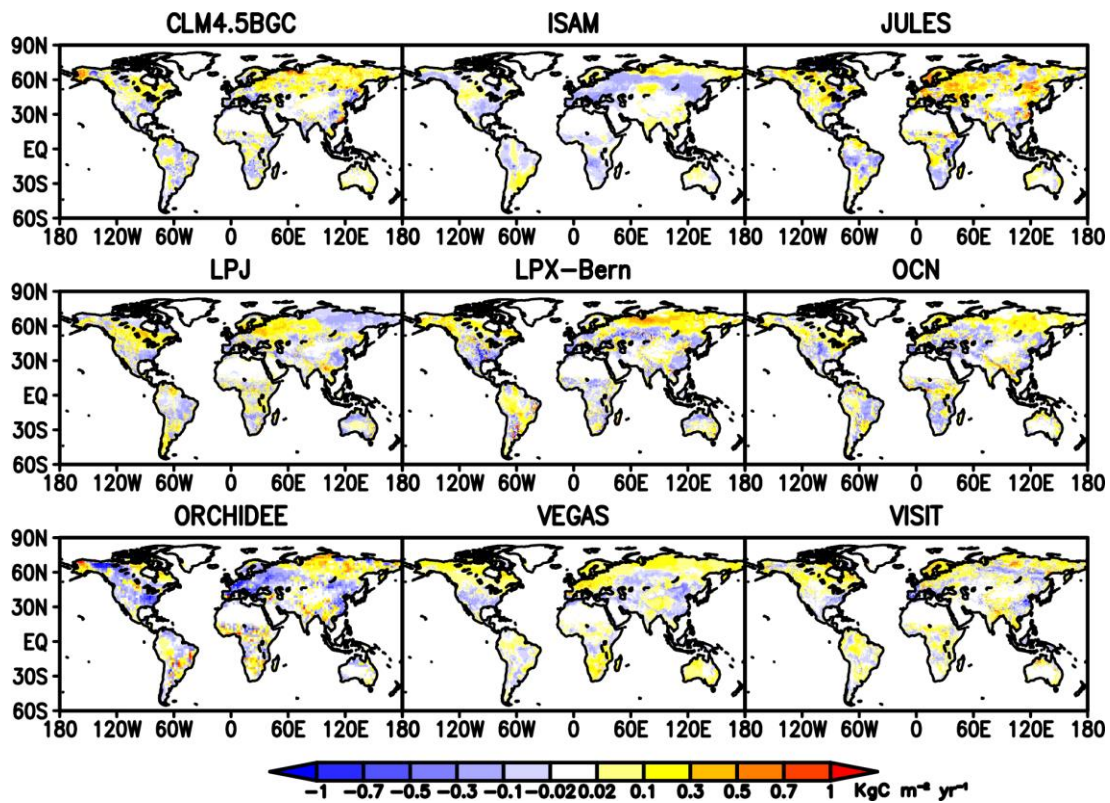 CLM4.5BGC ISAM JULES
90N
60N
30N
EQ
30S
60S
180 120W 60W 0 60E 120E 180 120W 60W 0 60E 120E 180 120W 60W 0 60E 120E 180
LPJ LPX-Bern OCN
90N
60N
30N
EQ
30S
60S
180 120W 60W 0 60E 120E 180 120W 60W 0 60E 120E 180 120W 60W 0 60E 120E 180
ORCHIDEE VEGAS VISIT
90N
60N
30N
EQ
30S
60S
180 120W 60W 0 60E 120E 180 120W 60W 0 60E 120E 180 120W 60W 0 60E 120E 180
-1 -0.7 -0.5 -0.3 -0.1 -0.02 0.02 0.1 0.3 0.5 0.7 1 KgC m⁻² yr⁻¹